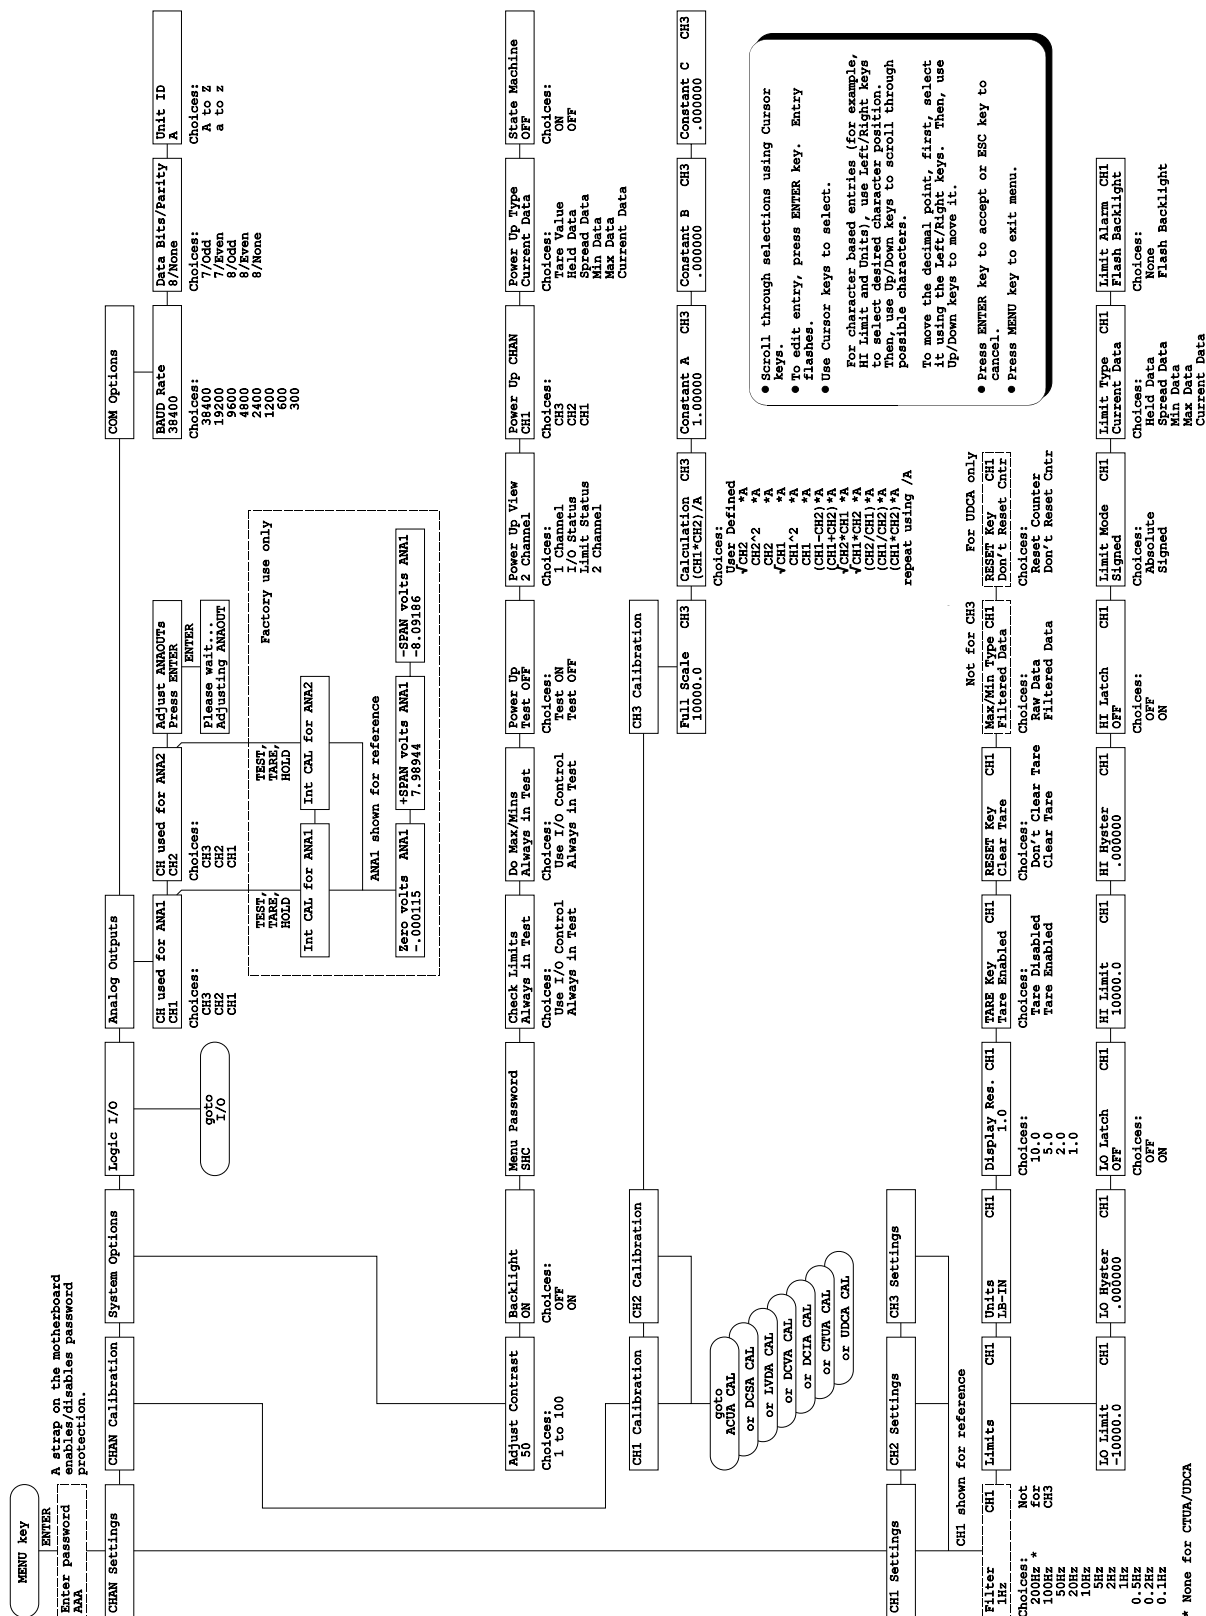 MENU key
ENTER
Enter password
AAA
A strap on the motherboard
enables/disables password
protection.
CHAN Settings
CHAN Calibration
System Options
Logic I/O
Analog Outputs
COM Options
goto
I/O
CH used for ANA1
CH1
Choices:
CH3
CH2
CH1
CH used for ANA2
CH2
Choices:
CH3
CH2
CH1
Adjust ANAOUTs
Press ENTER
ENTER
Please wait...
Adjusting ANAOUT
BAUD Rate
38400
Choices:
38400
19200
9600
4800
2400
1200
600
300
Data Bits/Parity
8/None
Choices:
7/Odd
7/Even
8/Odd
8/Even
8/None
Unit ID
A
Choices:
A to Z
a to z
Factory use only
TEST,
TARE,
HOLD
TEST,
TARE,
HOLD
Int CAL for ANA1
Int CAL for ANA2
ANA1 shown for reference
Zero volts ANA1
-.000115
+SPAN volts ANA1
7.98944
-SPAN volts ANA1
-8.09186
Adjust Contrast
50
Choices:
1 to 100
Backlight
ON
Choices:
OFF
ON
Menu Password
SHC
Check Limits
Always in Test
Choices:
Use I/O Control
Always in Test
Do Max/Mins
Always in Test
Choices:
Use I/O Control
Always in Test
Power Up
Test OFF
Choices:
Test ON
Test OFF
Power Up View
2 Channel
Choices:
1 Channel
I/O Status
Limit Status
2 Channel
Power Up CHAN
CH1
Choices:
CH3
CH2
CH1
Power Up Type
Current Data
Choices:
Tare Value
Held Data
Spread Data
Min Data
Max Data
Current Data
State Machine
OFF
Choices:
ON
OFF
CH1 Calibration
CH2 Calibration
CH3 Calibration
goto
ACUA CAL
or DCSA CAL
or LVDA CAL
or DCVA CAL
or DCIA CAL
or CTUA CAL
or UDCA CAL
Full Scale CH3
10000.0
Calculation CH3
(CH1*CH2)/A
Choices:
User Defined
√CH2 *A
CH2^2 *A
CH2 *A
√CH1 *A
CH1^2 *A
CH1 *A
(CH1-CH2)*A
(CH1+CH2)*A
√CH2*CH1 *A
√CH1*CH2 *A
(CH2/CH1)*A
(CH1/CH2)*A
(CH1*CH2)*A
repeat using /A
Constant A CH3
1.00000
Constant B CH3
.000000
Constant C CH3
.000000
● Scroll through selections using Cursor
keys.
● To edit entry, press ENTER key. Entry
flashes.
● Use Cursor keys to select.
For character based entries (for example,
HI Limit and Units), use Left/Right keys
to select desired character position.
Then, use Up/Down keys to scroll through
possible characters.
To move the decimal point, first, select
it using the Left/Right keys. Then, use
Up/Down keys to move it.
● Press ENTER key to accept or ESC key to
cancel.
● Press MENU key to exit menu.
CH1 Settings
CH2 Settings
CH3 Settings
CH1 shown for reference
Filter CH1
1Hz
Choices:
200Hz *
100Hz
50Hz
20Hz
10Hz
5Hz
2Hz
1Hz
0.5Hz
0.2Hz
0.1Hz
Not
for
CH3
Limits CH1
Units CH1
LB-IN
Display Res. CH1
1.0
Choices:
10.0
5.0
2.0
1.0
TARE Key CH1
Tare Enabled
Choices:
Tare Disabled
Tare Enabled
RESET Key CH1
Clear Tare
Choices:
Don't Clear Tare
Clear Tare
Not for CH3
Max/Min Type CH1
Filtered Data
Choices:
Raw Data
Filtered Data
For UDCA only
RESET Key CH1
Don't Reset Cntr
Choices:
Reset Counter
Don't Reset Cntr
LO Limit CH1
-10000.0
LO Hyster CH1
.000000
LO Latch CH1
OFF
Choices:
OFF
ON
HI Limit CH1
10000.0
HI Hyster CH1
.000000
HI Latch CH1
OFF
Choices:
OFF
ON
Limit Mode CH1
Signed
Choices:
Absolute
Signed
Limit Type CH1
Current Data
Choices:
Held Data
Spread Data
Min Data
Max Data
Current Data
Limit Alarm CH1
Flash Backlight
Choices:
None
Flash Backlight
* None for CTUA/UDCA